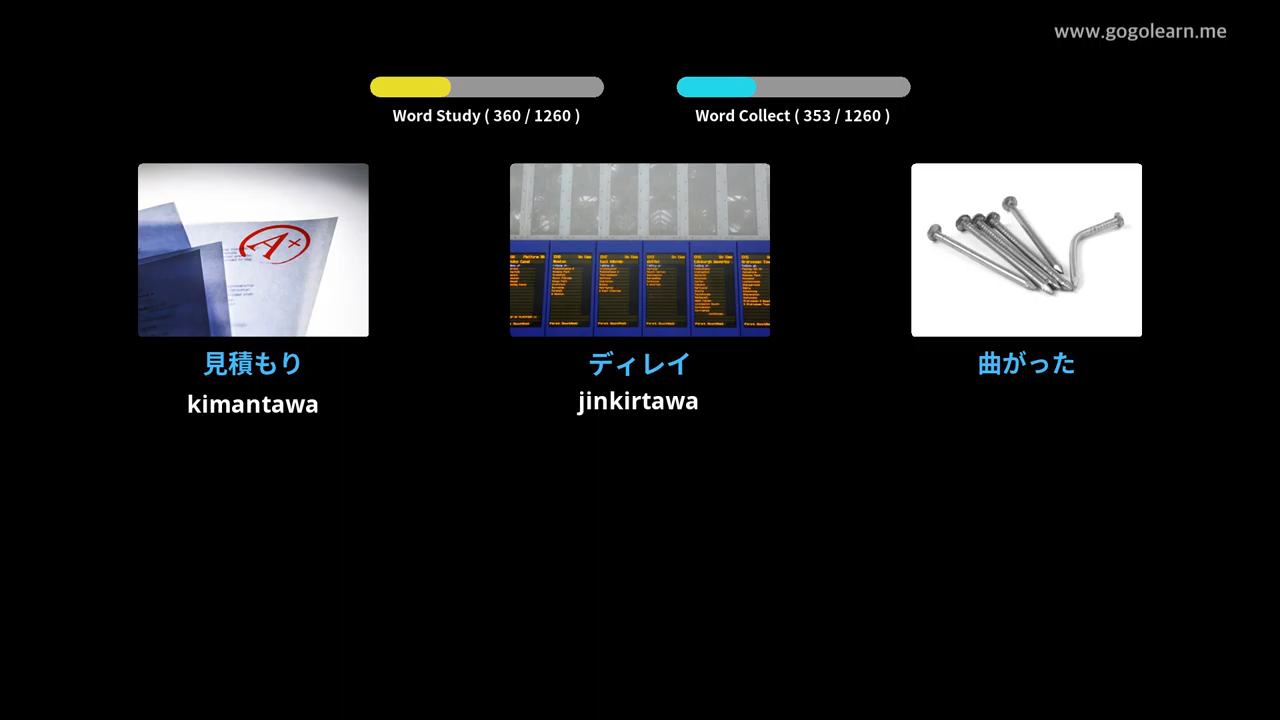 www.gogolearn.me
Word Study ( 360 / 1260 )
Word Collect ( 353 / 1260 )
A+
見積もり
ディレイ
曲がった
kimantawa
jinkirtawa